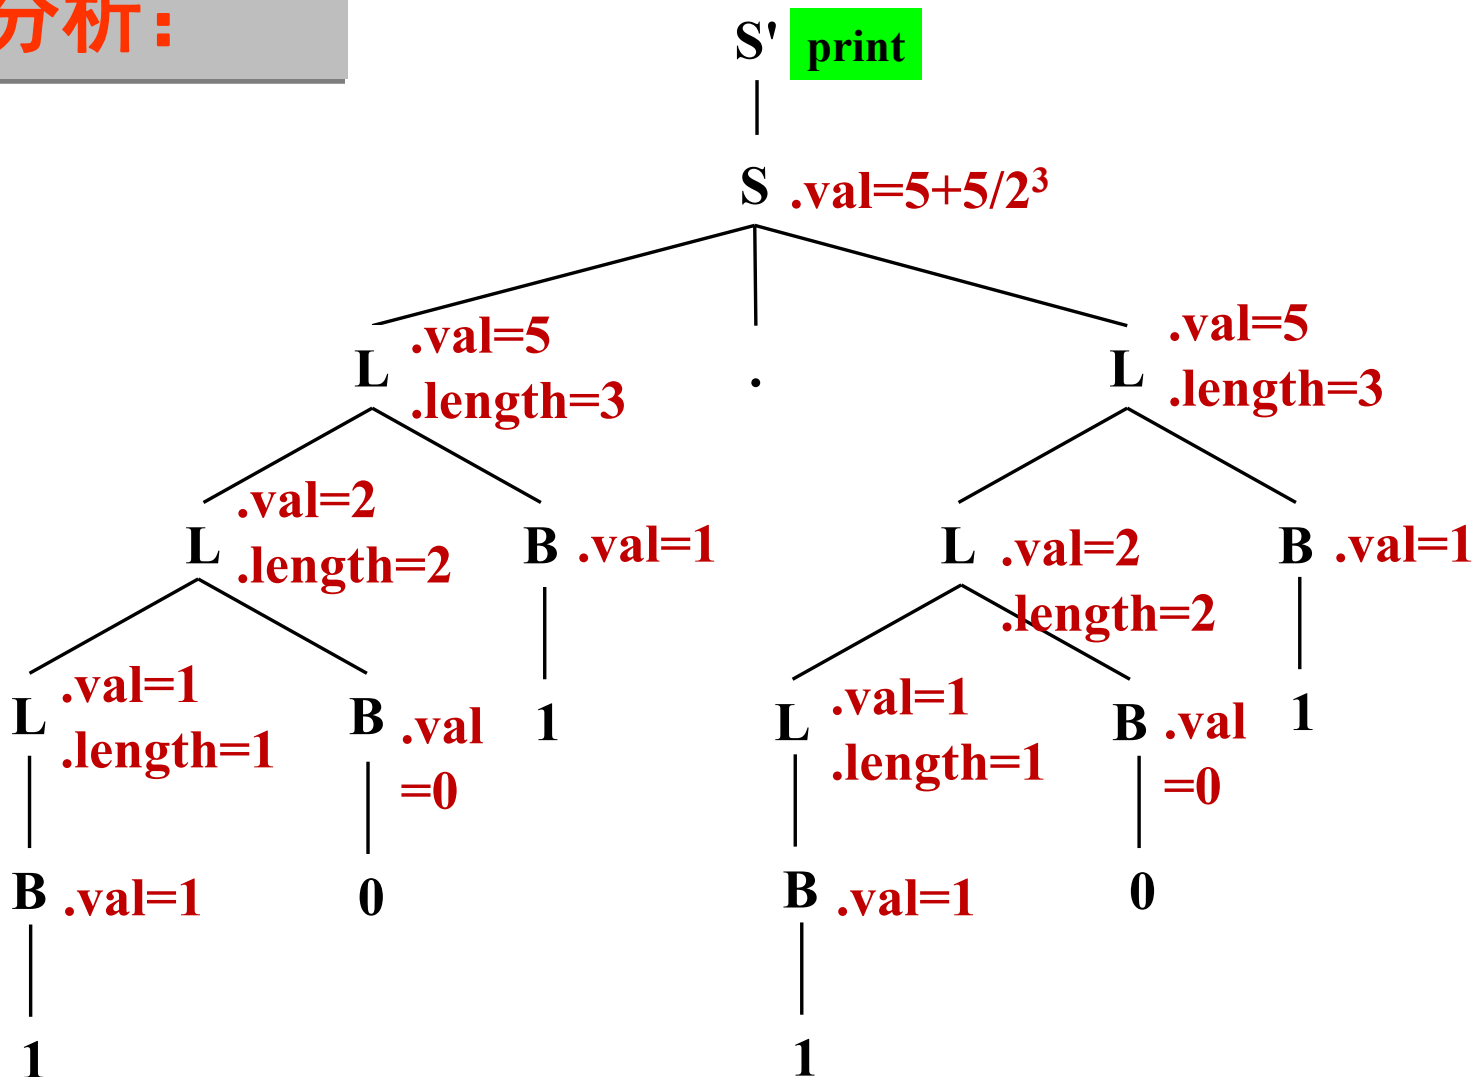 分析：
S' print
S .val=5+5/2³
.val=5
L
.length=3
.
.val=5
L
.length=3
.val=2
L
.length=2
B .val=1
L .val=2
.length=2
B .val=1
.val=1
L
.length=1
B .val
=0
1
.val=1
L
.length=1
B .val
=0
1
B .val=1
0
B .val=1
0
1
1